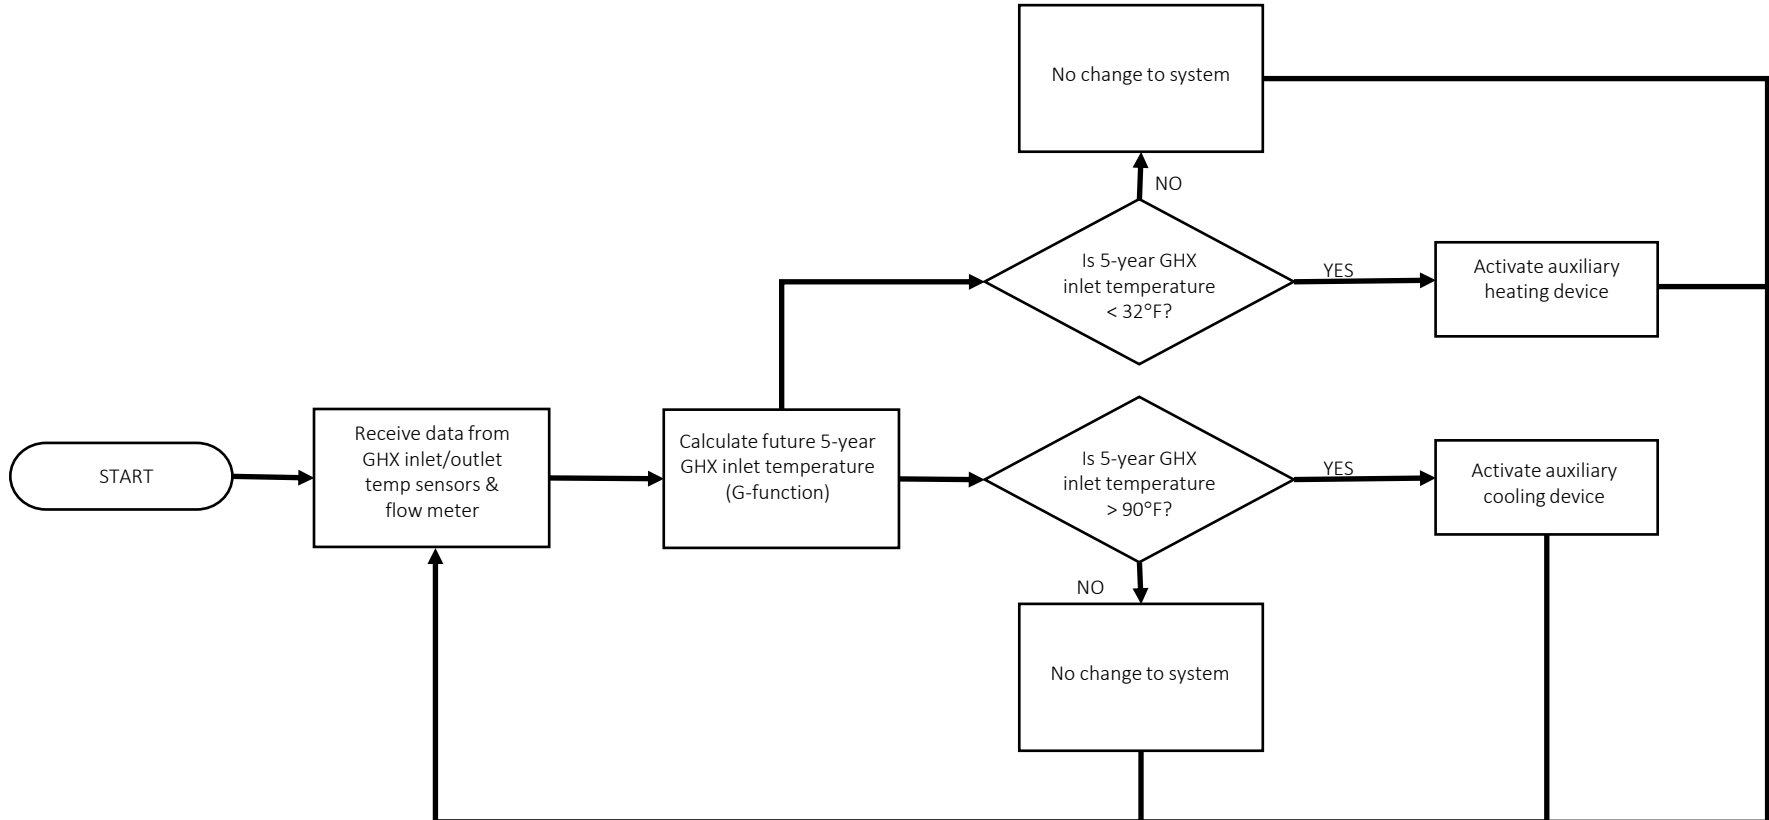 No change to system
NO
Is 5-year GHX
inlet temperature
< 32°F?
YES
Activate auxiliary
heating device
START
Receive data from
GHX inlet/outlet
temp sensors &
flow meter
Calculate future 5-year
GHX inlet temperature
(G-function)
Is 5-year GHX
inlet temperature
> 90°F?
YES
Activate auxiliary
cooling device
NO
No change to system